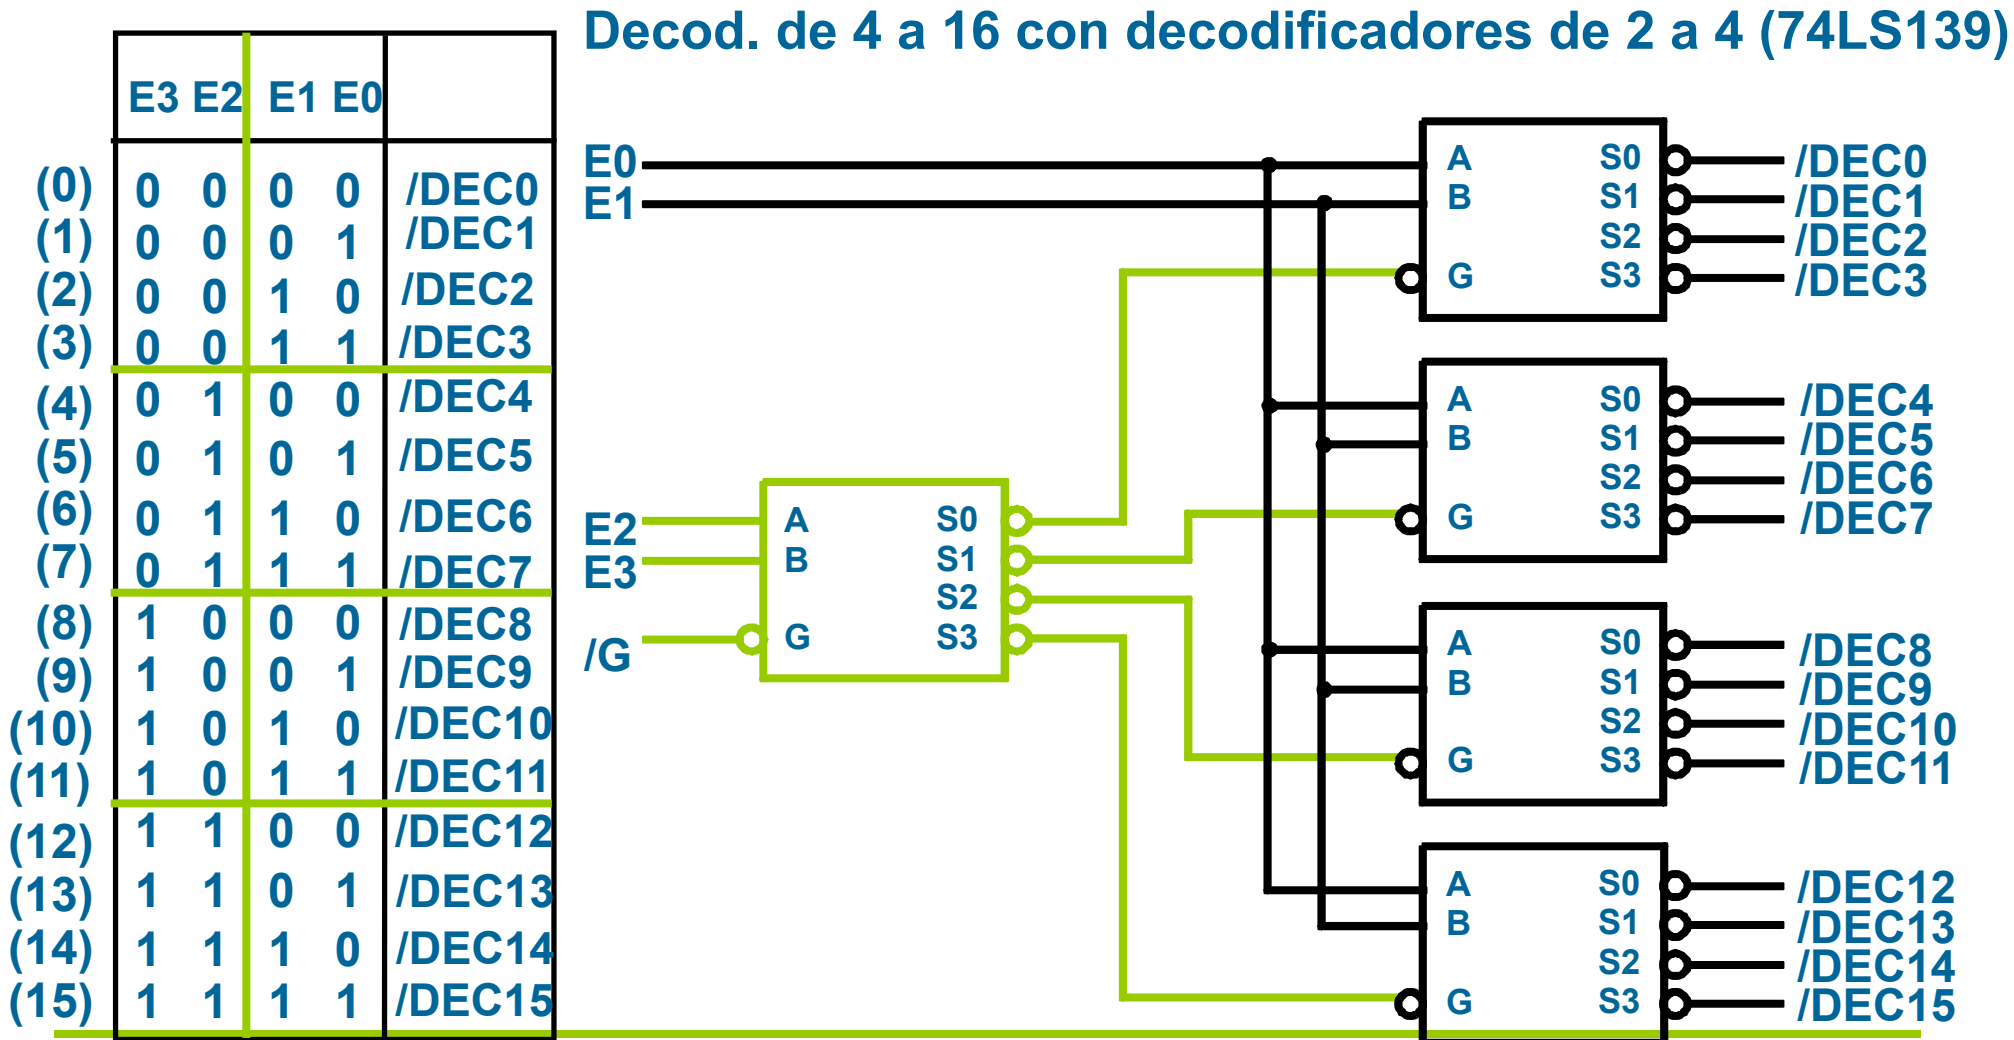 Decod. de 4 a 16 con decodificadores de 2 a 4 (74LS139)
E3 E2 E1 E0
(0) 0 0 0 0 /DEC0
(1) 0 0 0 1 /DEC1
(2) 0 0 1 0 /DEC2
(3) 0 0 1 1 /DEC3
(4) 0 1 0 0 /DEC4
(5) 0 1 0 1 /DEC5
(6) 0 1 1 0 /DEC6
(7) 0 1 1 1 /DEC7
(8) 1 0 0 0 /DEC8
(9) 1 0 0 1 /DEC9
(10) 1 0 1 0 /DEC10
(11) 1 0 1 1 /DEC11
(12) 1 1 0 0 /DEC12
(13) 1 1 0 1 /DEC13
(14) 1 1 1 0 /DEC14
(15) 1 1 1 1 /DEC15
E0
E1
E2 A S0
E3 B S1
S2
/G G S3
A S0 /DEC0
B S1 /DEC1
S2 /DEC2
G S3 /DEC3
A S0 /DEC4
B S1 /DEC5
S2 /DEC6
G S3 /DEC7
A S0 /DEC8
B S1 /DEC9
S2 /DEC10
G S3 /DEC11
A S0 /DEC12
B S1 /DEC13
S2 /DEC14
G S3 /DEC15